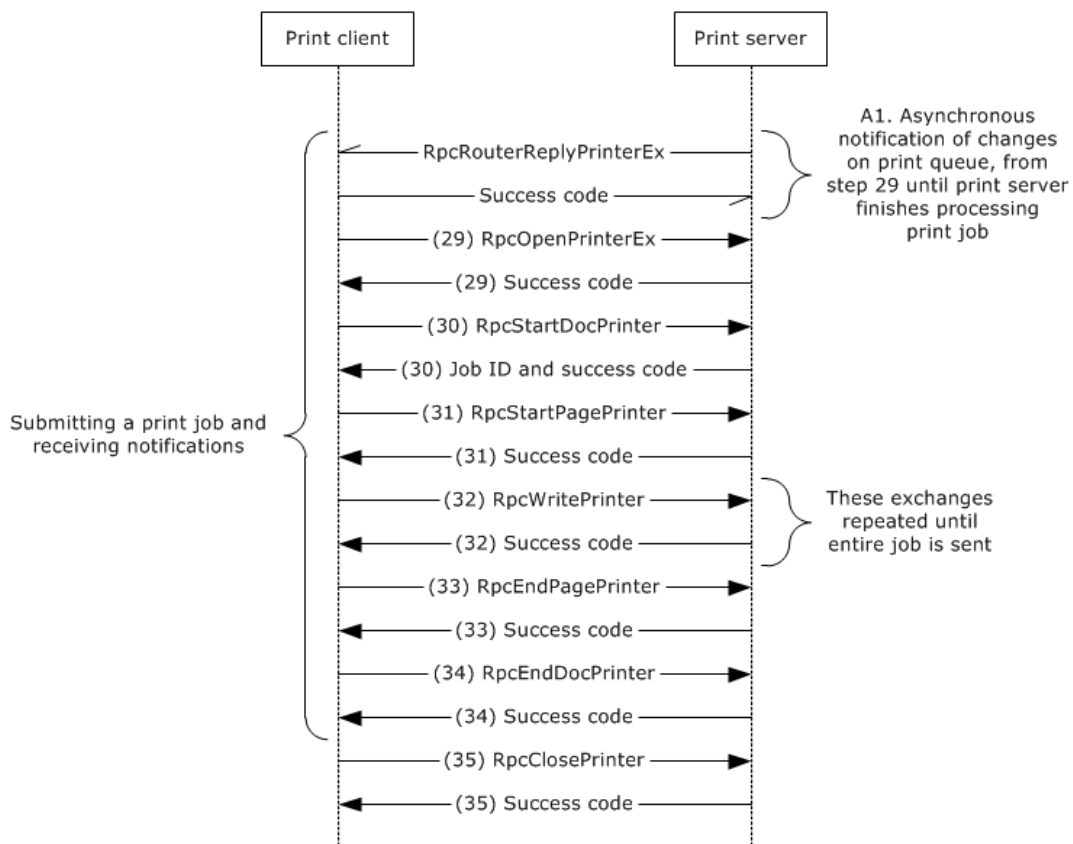 Print client
Print server
A1. Asynchronous
notification of changes
on print queue, from
step 29 until print server
finishes processing
print job
RpcRouterReplyPrinterEx
Success code
(29) RpcOpenPrinterEx
(29) Success code
(30) RpcStartDocPrinter
(30) Job ID and success code
(31) RpcStartPagePrinter
Submitting a print job and
receiving notifications
(31) Success code
(32) RpcWritePrinter
(32) Success code
These exchanges
repeated until
entire job is sent
(33) RpcEndPagePrinter
(33) Success code
(34) RpcEndDocPrinter
(34) Success code
(35) RpcClosePrinter
(35) Success code